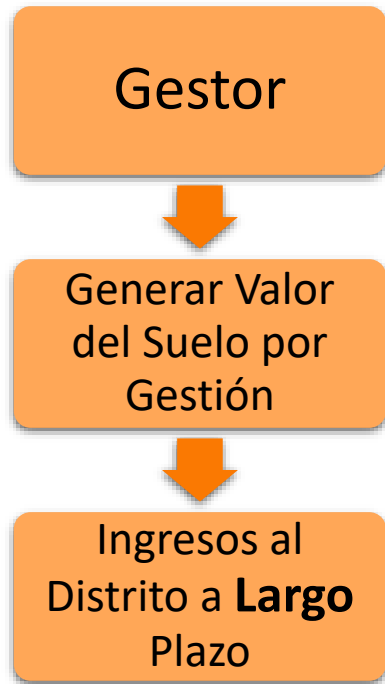 Gestor
Generar Valor
del Suelo por
Gestión
Ingresos al
Distrito a Largo
Plazo